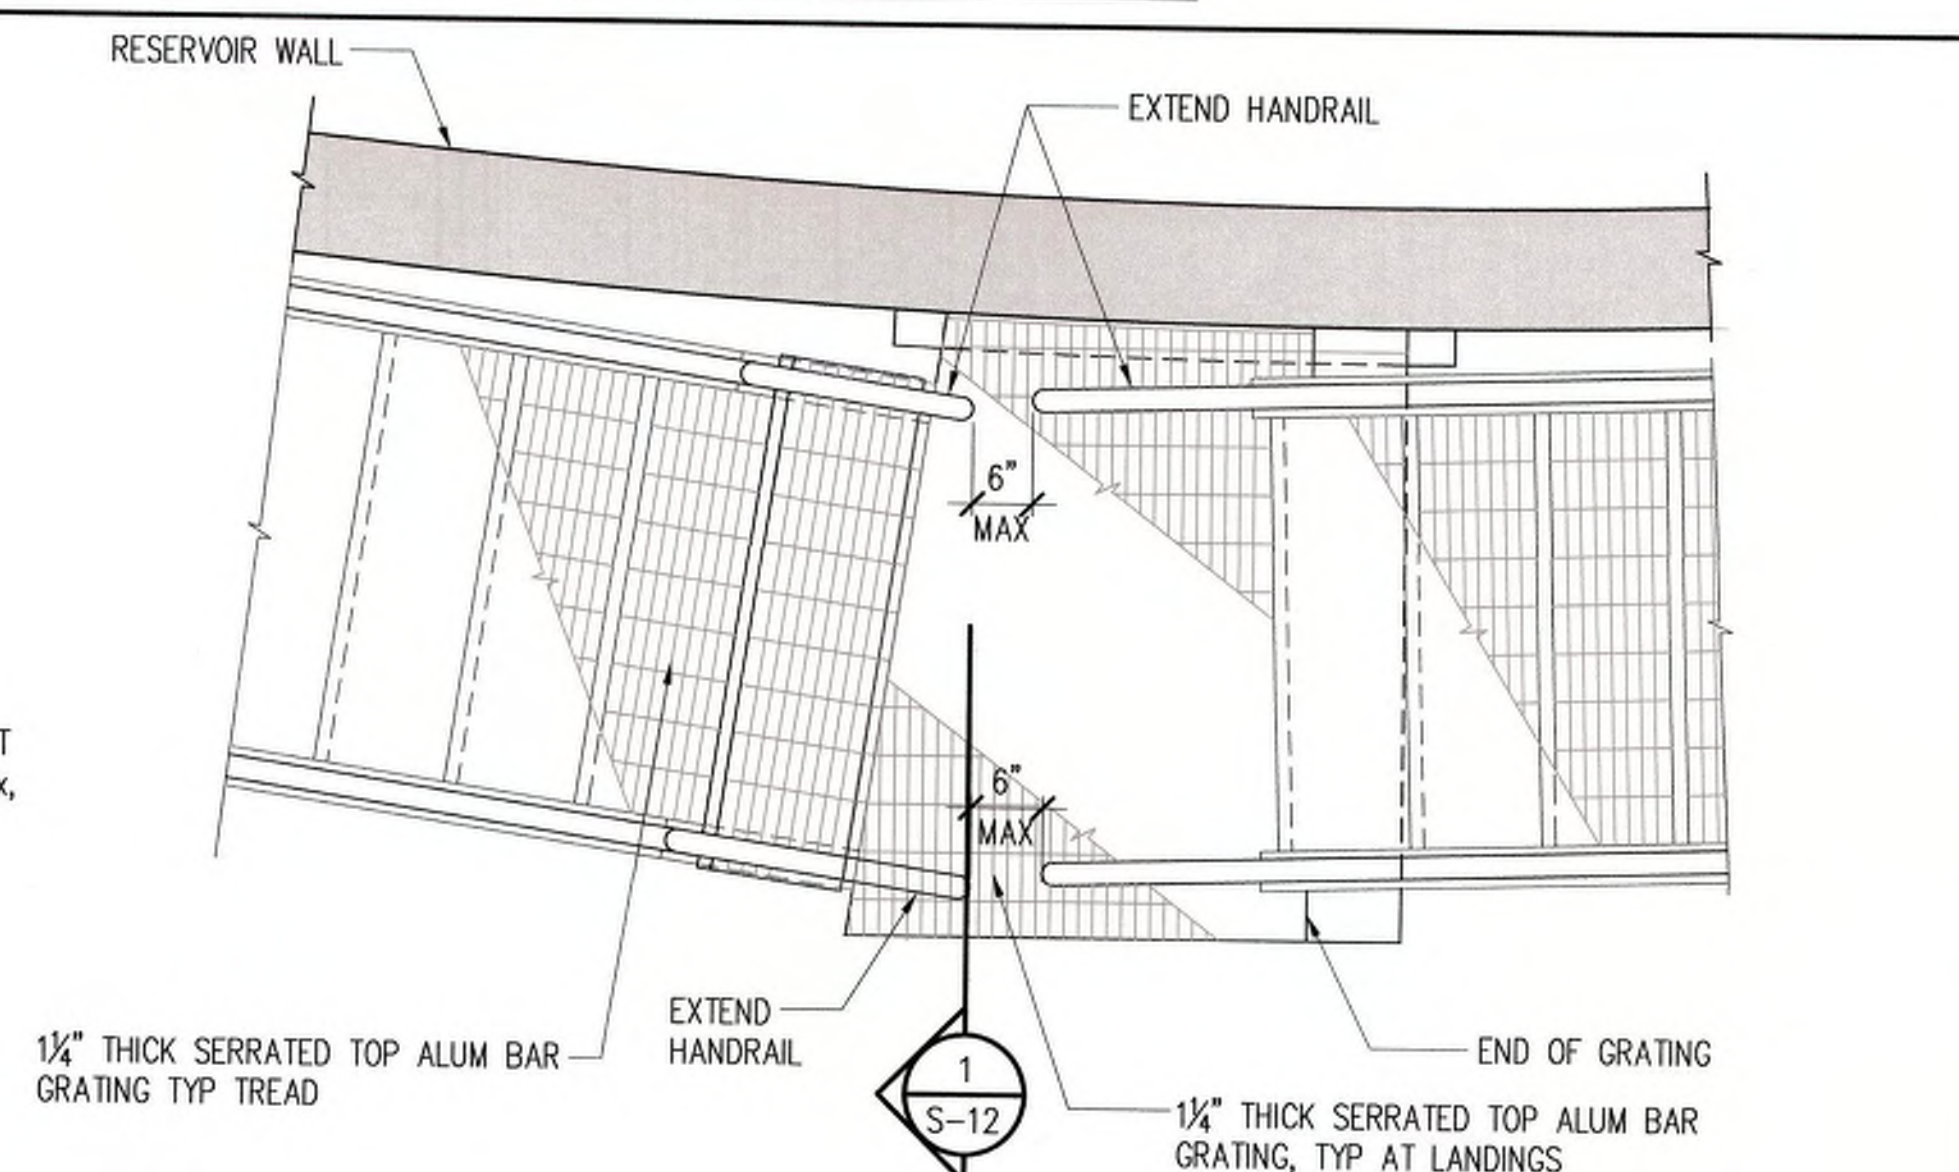 RESERVOIR WALL
EXTEND HANDRAIL
6"
MAX
T
x,
6"
MAX
EXTEND
HANDRAIL
1¼" THICK SERRATED TOP ALUM BAR
GRATING TYP TREAD
1
S-12
END OF GRATING
1¼" THICK SERRATED TOP ALUM BAR
GRATING, TYP AT LANDINGS